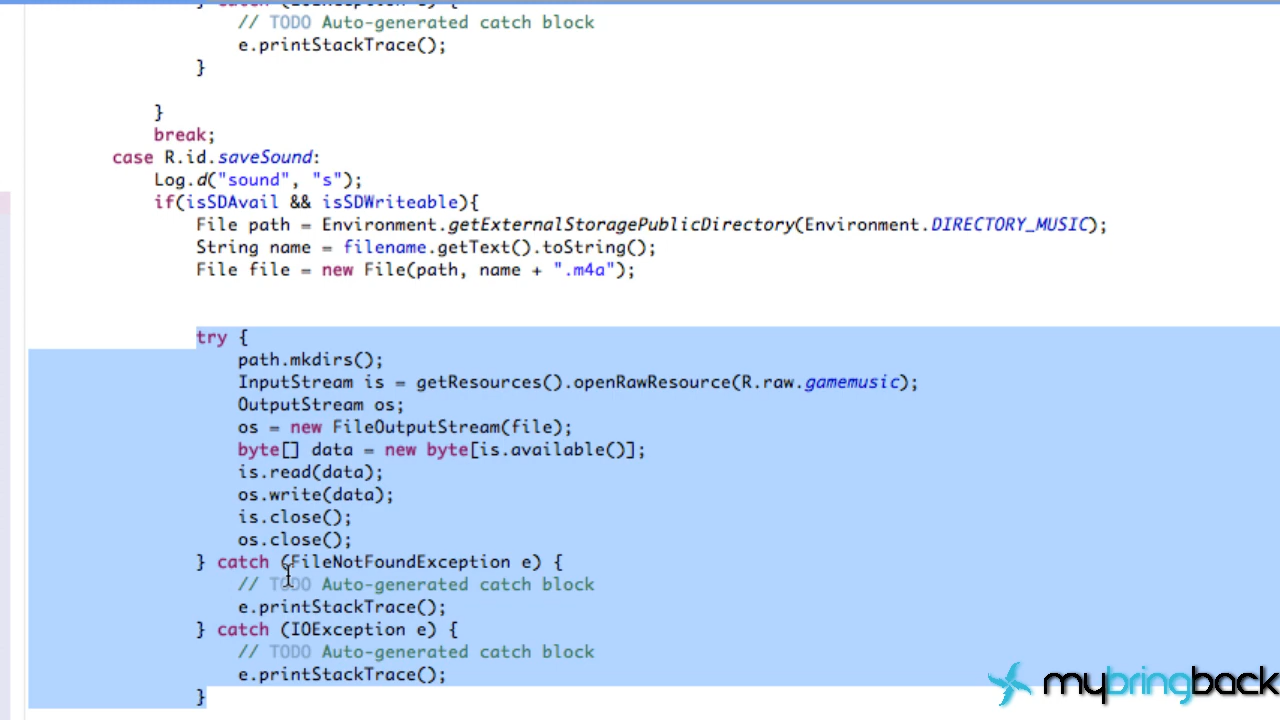 } catch (IOException e) {
// TODO Auto-generated catch block
e.printStackTrace();
}
}
break;
case R.id.saveSound:
Log.d("sound", "s");
if(isSDAvail && isSDWriteable){
File path = Environment.getExternalStoragePublicDirectory(Environment.DIRECTORY_MUSIC);
String name = filename.getText().toString();
File file = new File(path, name + ".m4a");
try {
path.mkdirs();
InputStream is = getResources().openRawResource(R.raw.gamemusic);
OutputStream os;
os = new FileOutputStream(file);
byte[] data = new byte[is.available()];
is.read(data);
os.write(data);
is.close();
os.close();
} catch (FileNotFoundException e) {
// TODO Auto-generated catch block
e.printStackTrace();
} catch (IOException e) {
// TODO Auto-generated catch block
e.printStackTrace();
}
mybringback